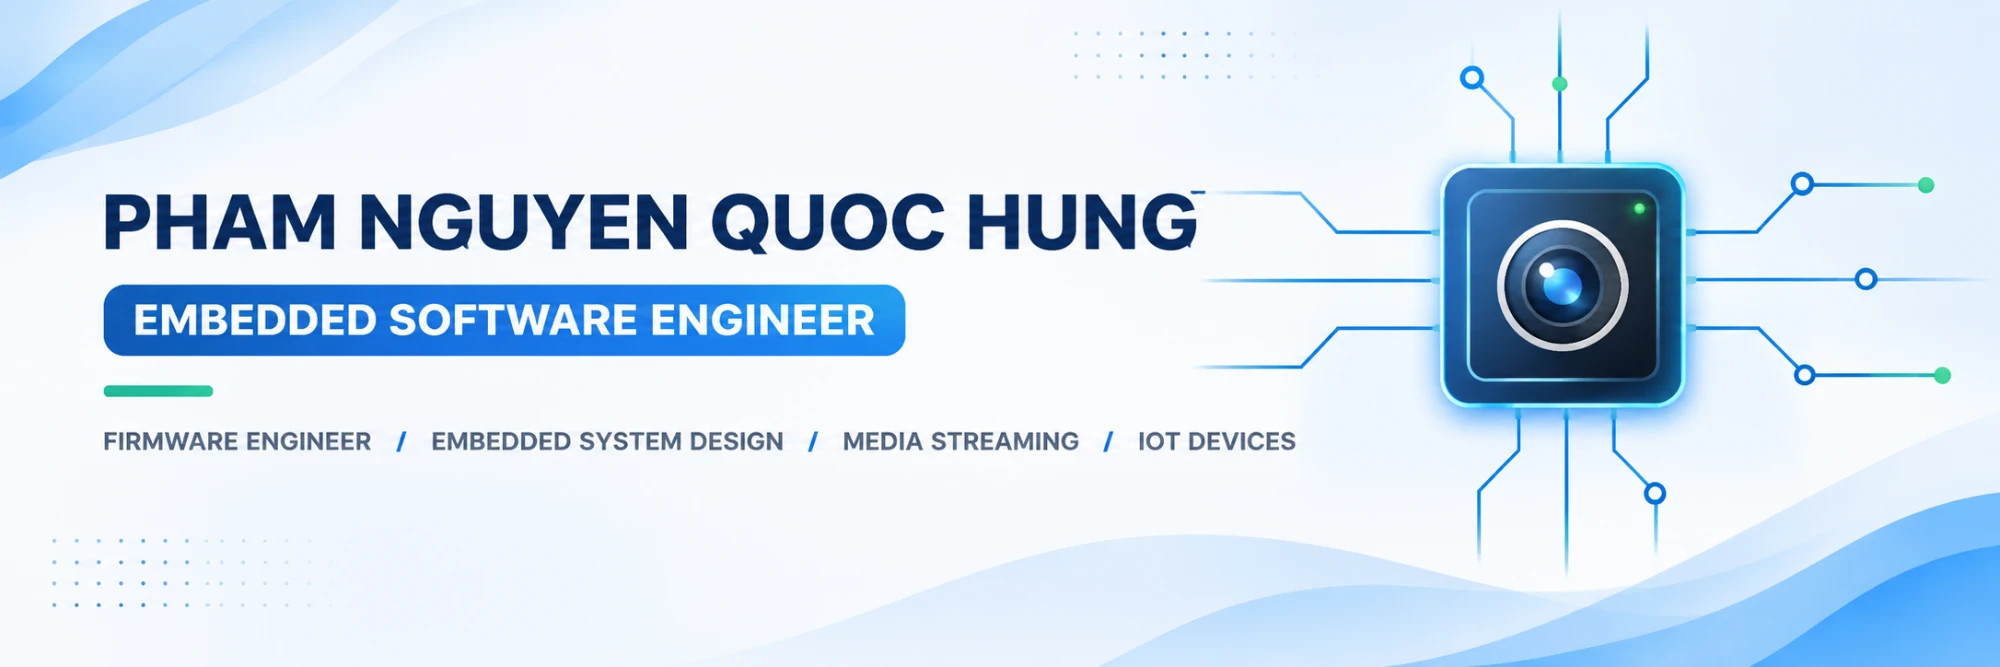 PHAM NGUYEN QUOC HUNG
EMBEDDED SOFTWARE ENGINEER
FIRMWARE ENGINEER / EMBEDDED SYSTEM DESIGN / MEDIA STREAMING / IOT DEVICES